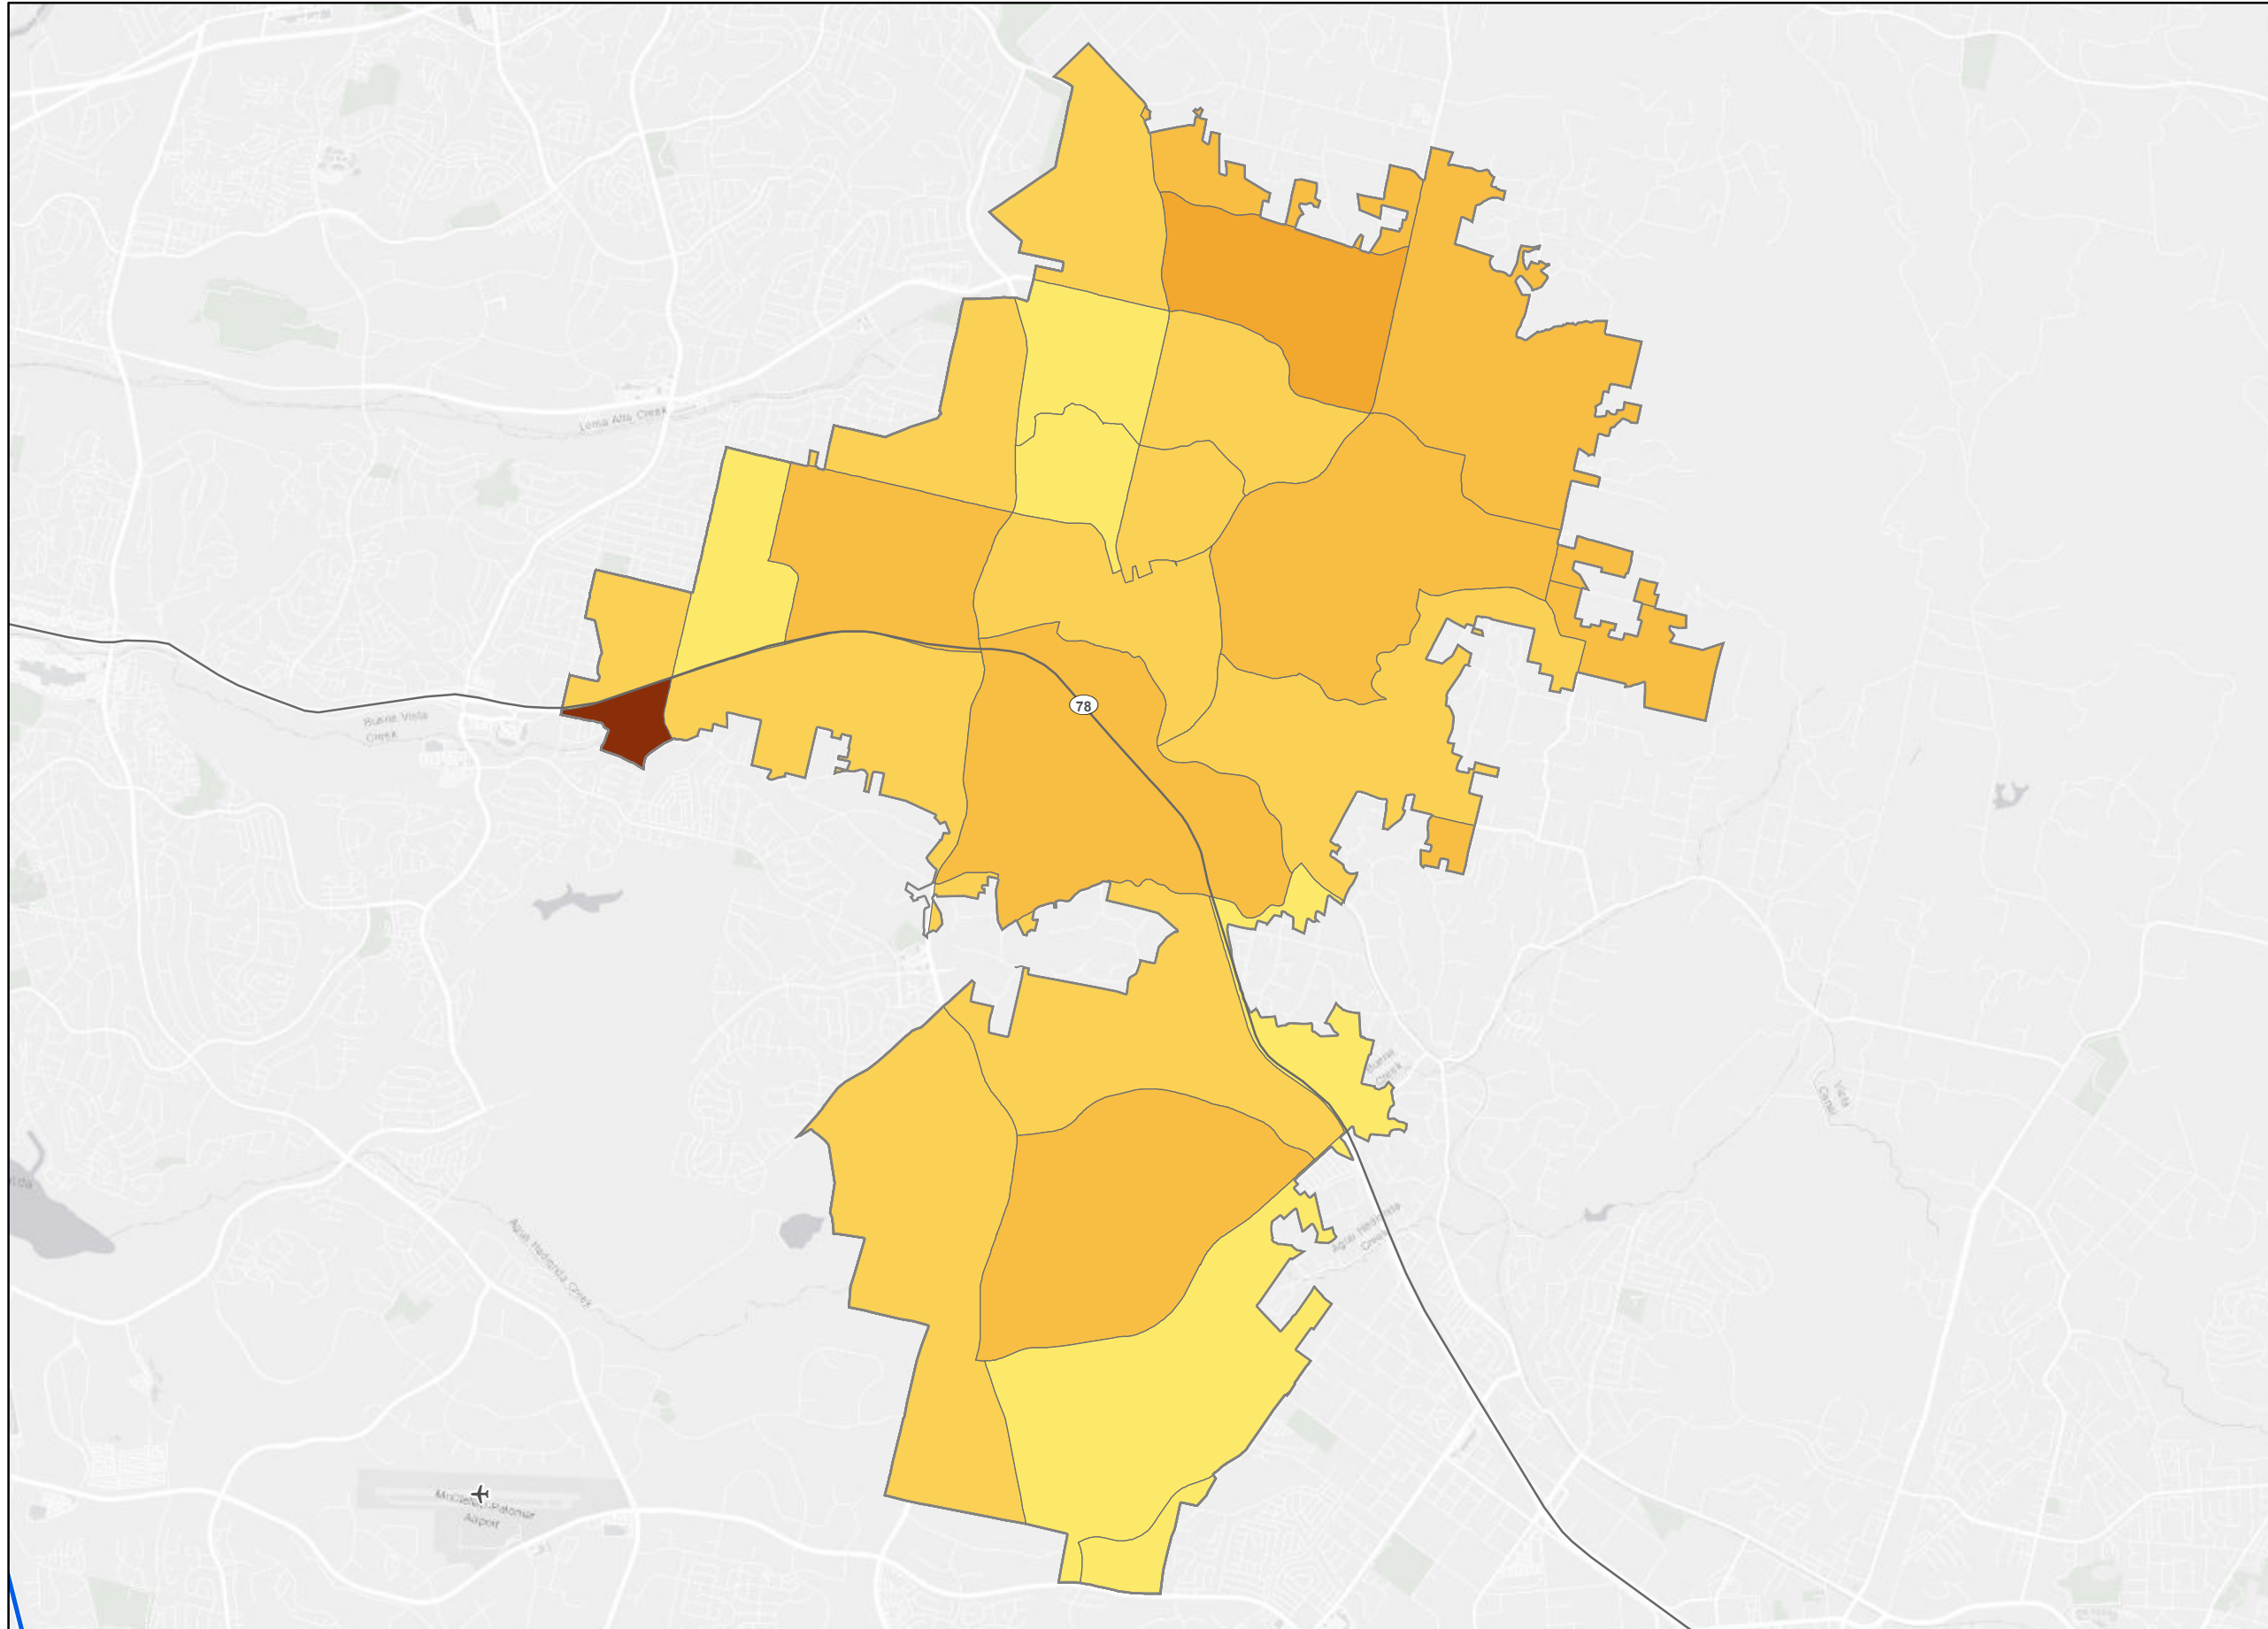 Loma Alta Creek
78
Buena Vista
Creek
Buena
Creek
Vista
Canal
Agua Hedionda
Creek
Agua Hedionda Creek
McClellan-Palomar
Airport